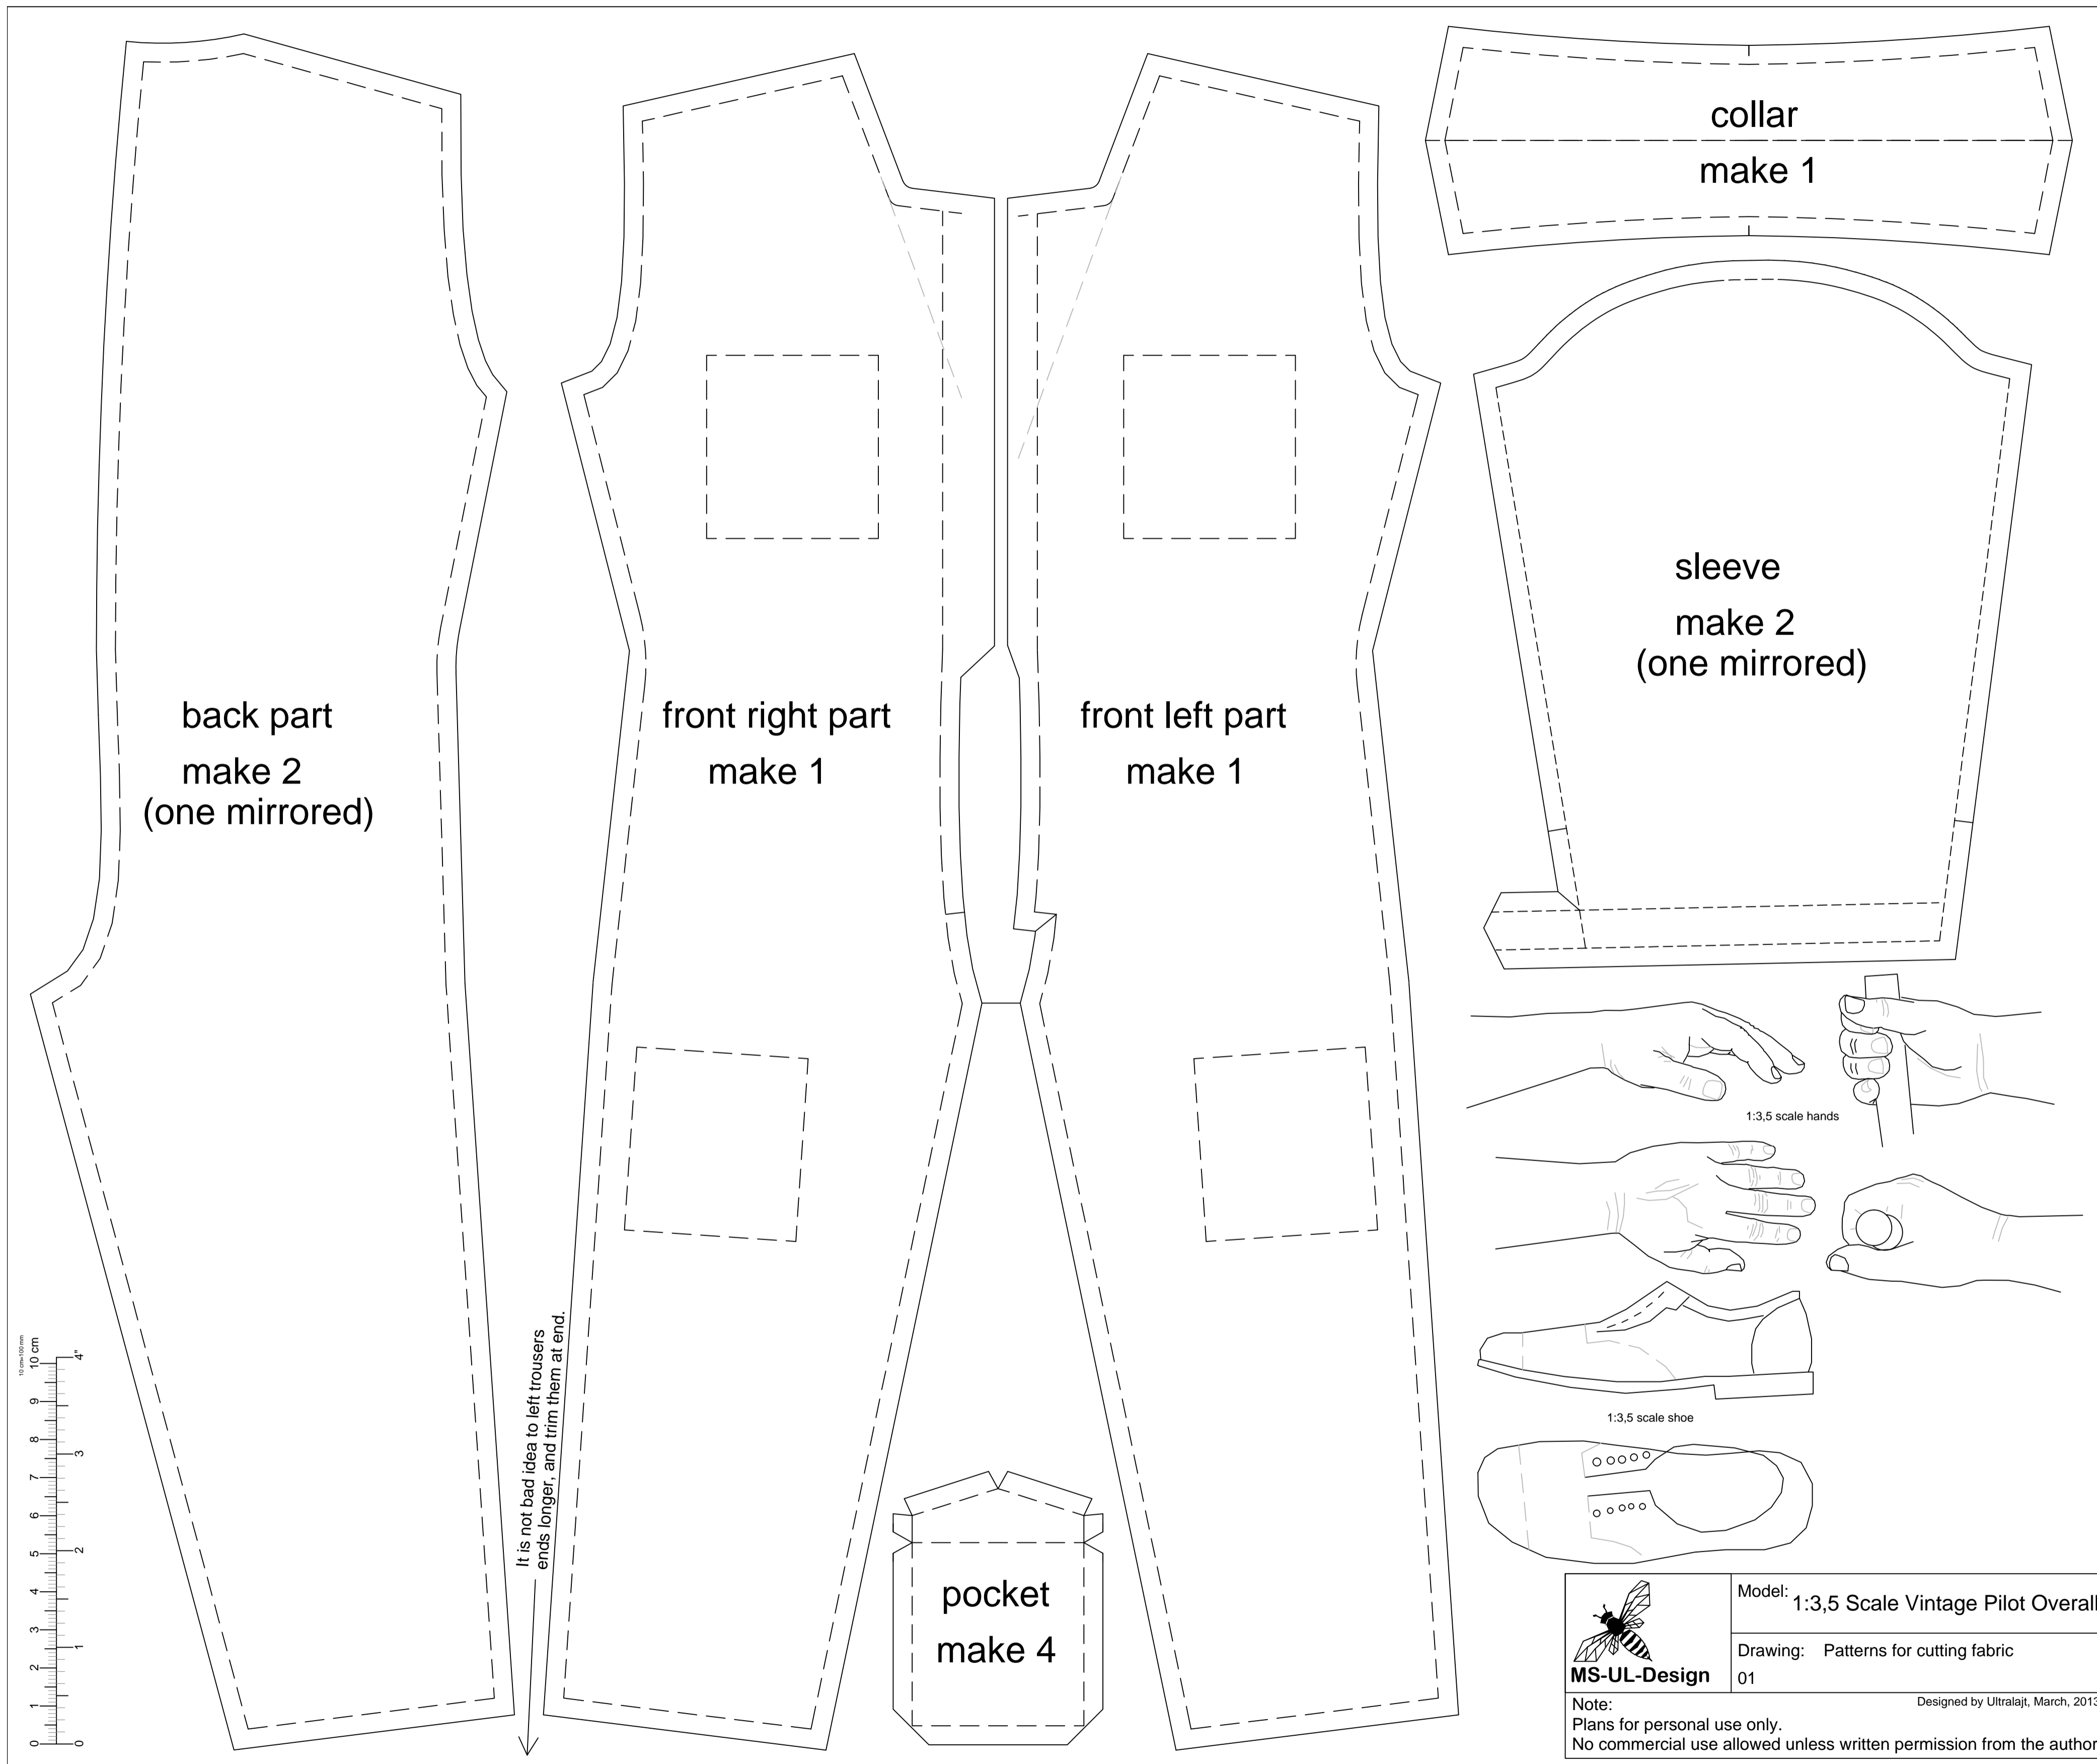 collar
make 1
sleeve
make 2
(one mirrored)
back part
make 2
(one mirrored)
front right part
make 1
front left part
make 1
1:3,5 scale hands
It is not bad idea to left trousers
ends longer, and trim them at end.
10 cm=100 mm
10 cm
9
8
7
6
5
4
3
2
1
0
4"
3
2
1
0
1:3,5 scale shoe
pocket
make 4
MS-UL-Design
Model: 1:3,5 Scale Vintage Pilot Overall
Drawing: Patterns for cutting fabric
01
Note:
Designed by Ultralajt, March, 2013
Plans for personal use only.
No commercial use allowed unless written permission from the author